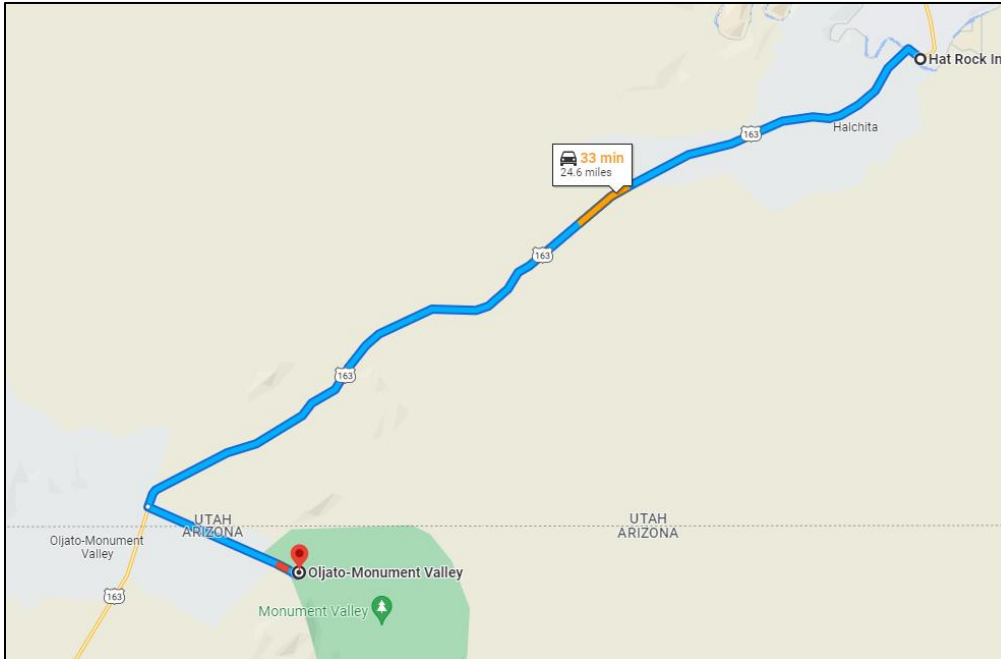 Hat Rock In
Halchita
163
33 min
24.6 miles
163
163
UTAH
ARIZONA
UTAH
ARIZONA
Oljato-Monument
Valley
Oljato-Monument Valley
163
Monument Valley